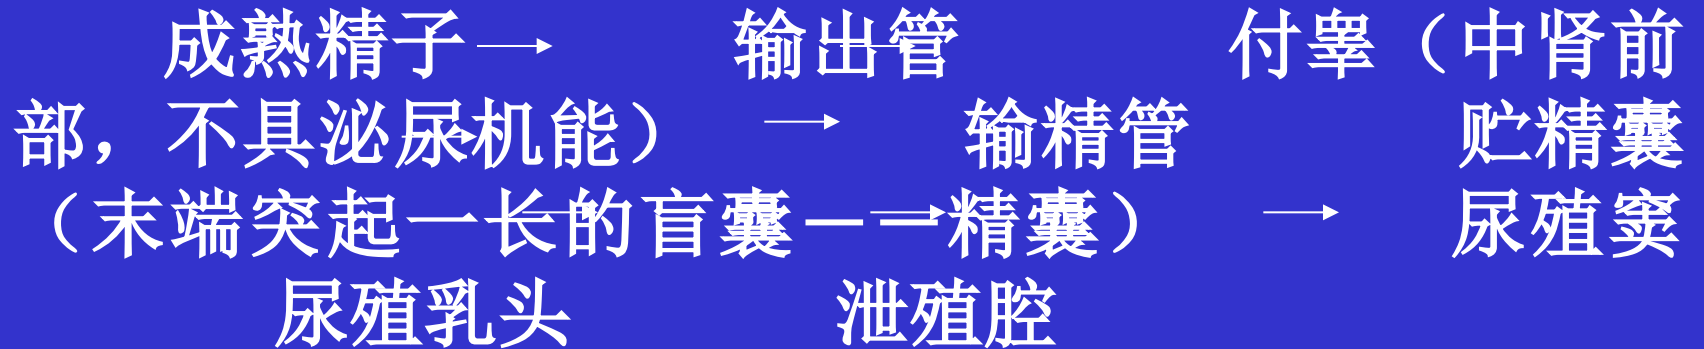 成熟精子 → 输出管 付睾（中肾前
部，不具泌尿机能） → 输精管 贮精囊
（末端突起一长的盲囊——精囊） → 尿殖窦
尿殖乳头 泄殖腔